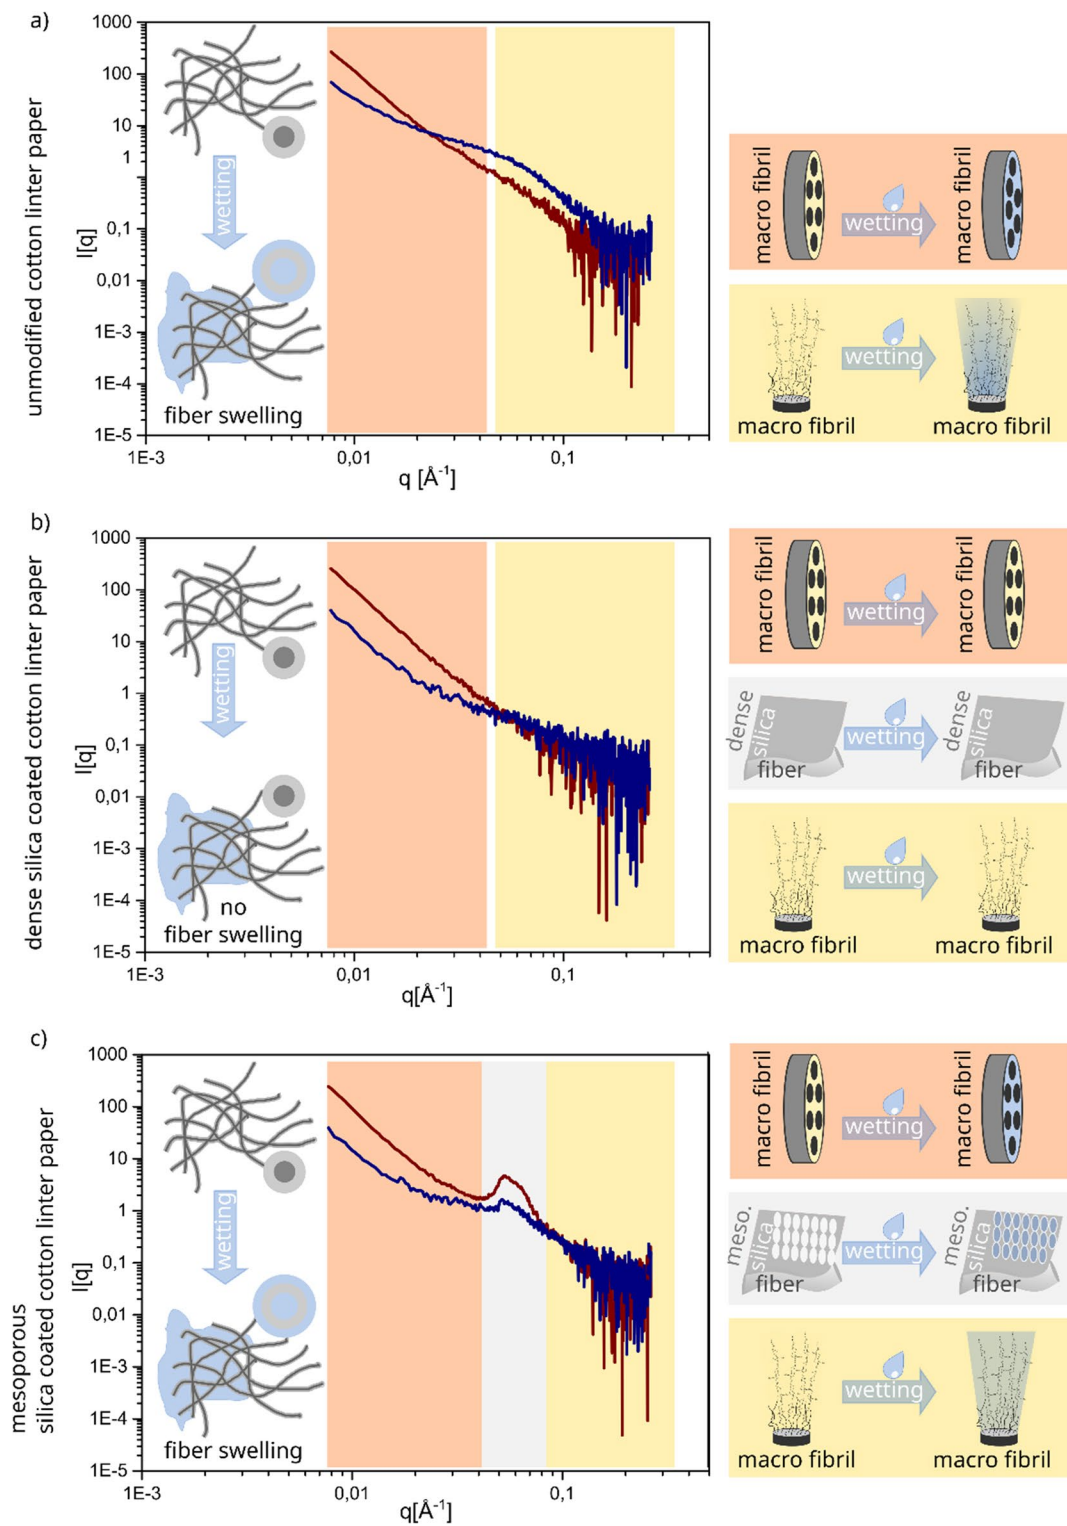 a)
unmodified cotton linter paper
I[q]
1000
100
10
1
0,1
0,01
1E-3
1E-4
1E-5
wetting
fiber swelling
1E-3
0,01
0,1
q [Å-1]
macro fibril
wetting
macro fibril
wetting
macro fibril
macro fibril
b)
dense silica coated cotton linter paper
I[q]
1000
100
10
1
0,1
0,01
1E-3
1E-4
1E-5
wetting
no
fiber swelling
1E-3
0,01
0,1
q[Å-1]
macro fibril
wetting
macro fibril
dense
silica
fiber
wetting
dense
silica
fiber
wetting
macro fibril
macro fibril
c)
mesoporous
silica coated cotton linter paper
I[q]
1000
100
10
1
0,1
0,01
1E-3
1E-4
1E-5
wetting
fiber swelling
1E-3
0,01
0,1
q[Å-1]
macro fibril
wetting
macro fibril
meso.
silica
fiber
wetting
meso.
silica
fiber
wetting
macro fibril
macro fibril